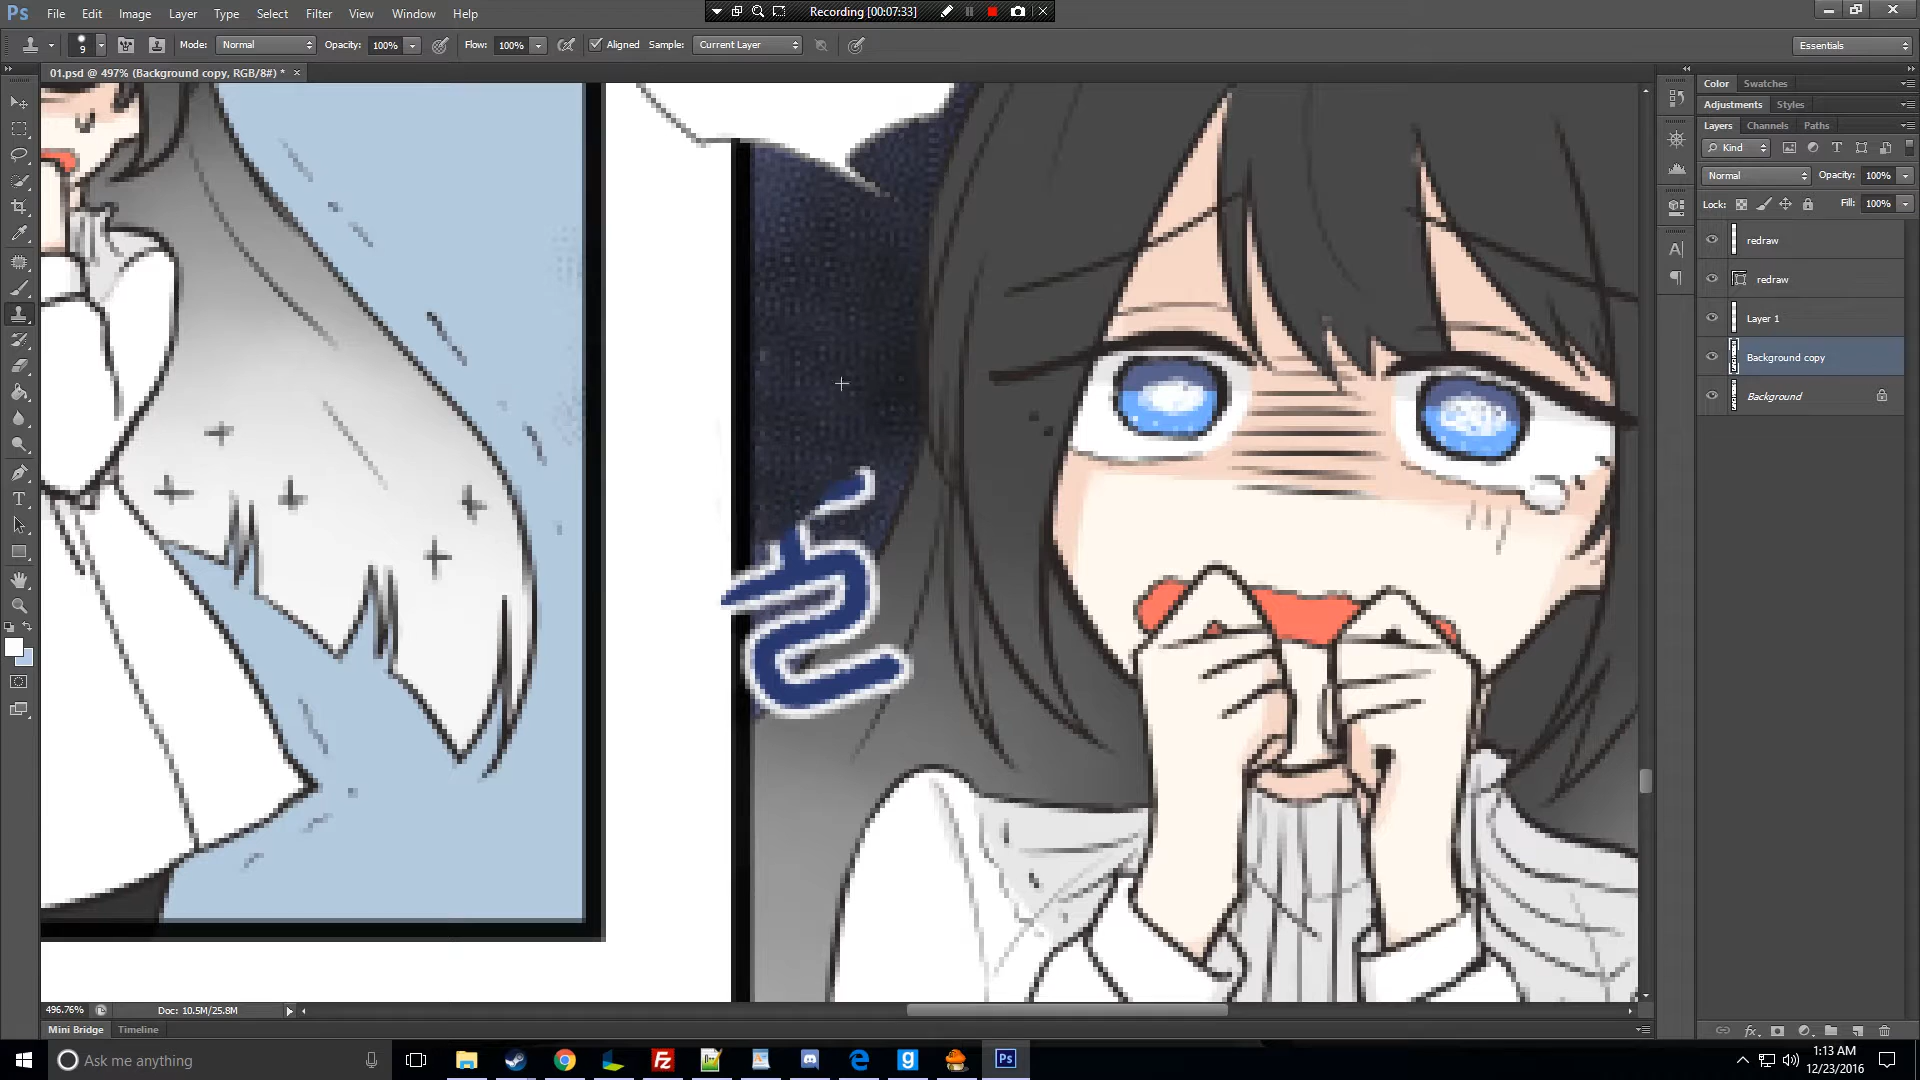 Ps File Edit Image Layer Type Select Filter View Window Help
Recording [00:07:33]
9 Mode: Normal Opacity: 100% Flow: 100% Aligned Sample: Current Layer Essentials
01.psd @ 497% (Background copy, RGB/8#) * ×
Color Swatches
Adjustments Styles
Layers Channels Paths
Kind
Normal Opacity: 100%
Lock: Fill: 100%
redraw
redraw
Layer 1
Background copy
Background
496.76% Doc: 10.5M/25.8M
Mini Bridge Timeline
Ask me anything
1:13 AM
12/23/2016